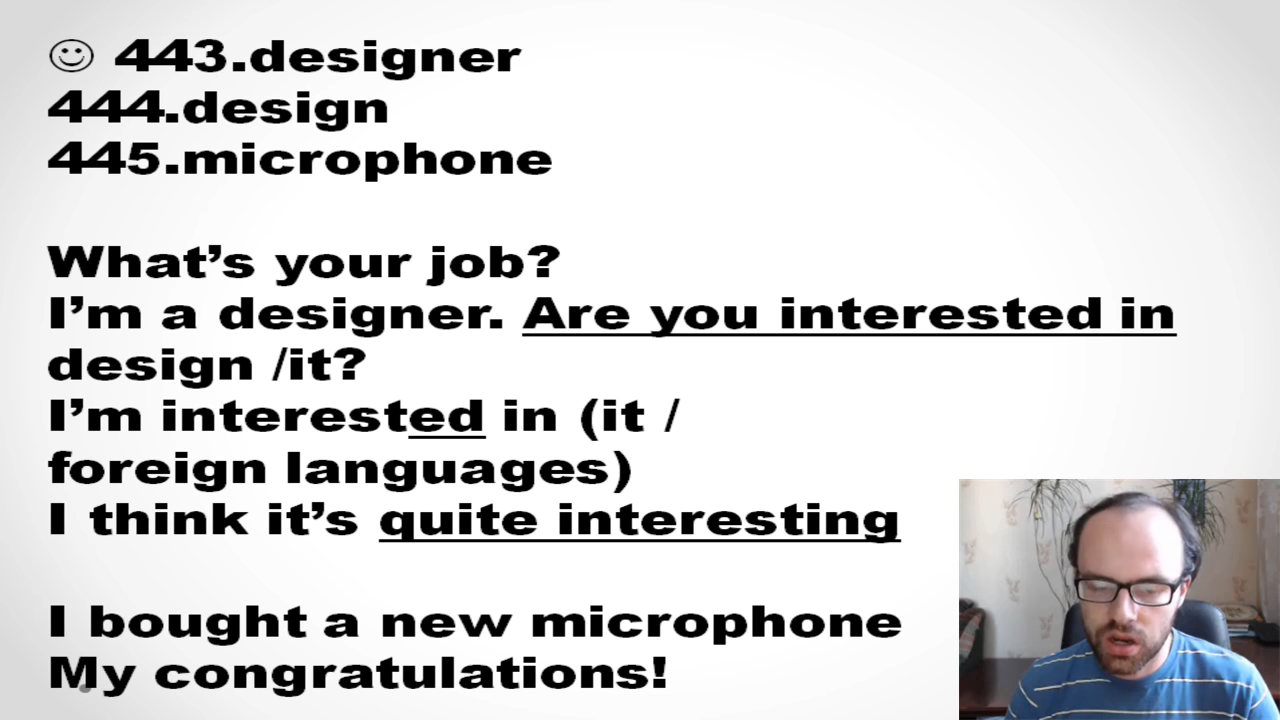 ☺ 443.designer
444.design
445.microphone
What’s your job?
I’m a designer. Are you interested in
design /it?
I’m interested in (it /
foreign languages)
I think it’s quite interesting
I bought a new microphone
My congratulations!